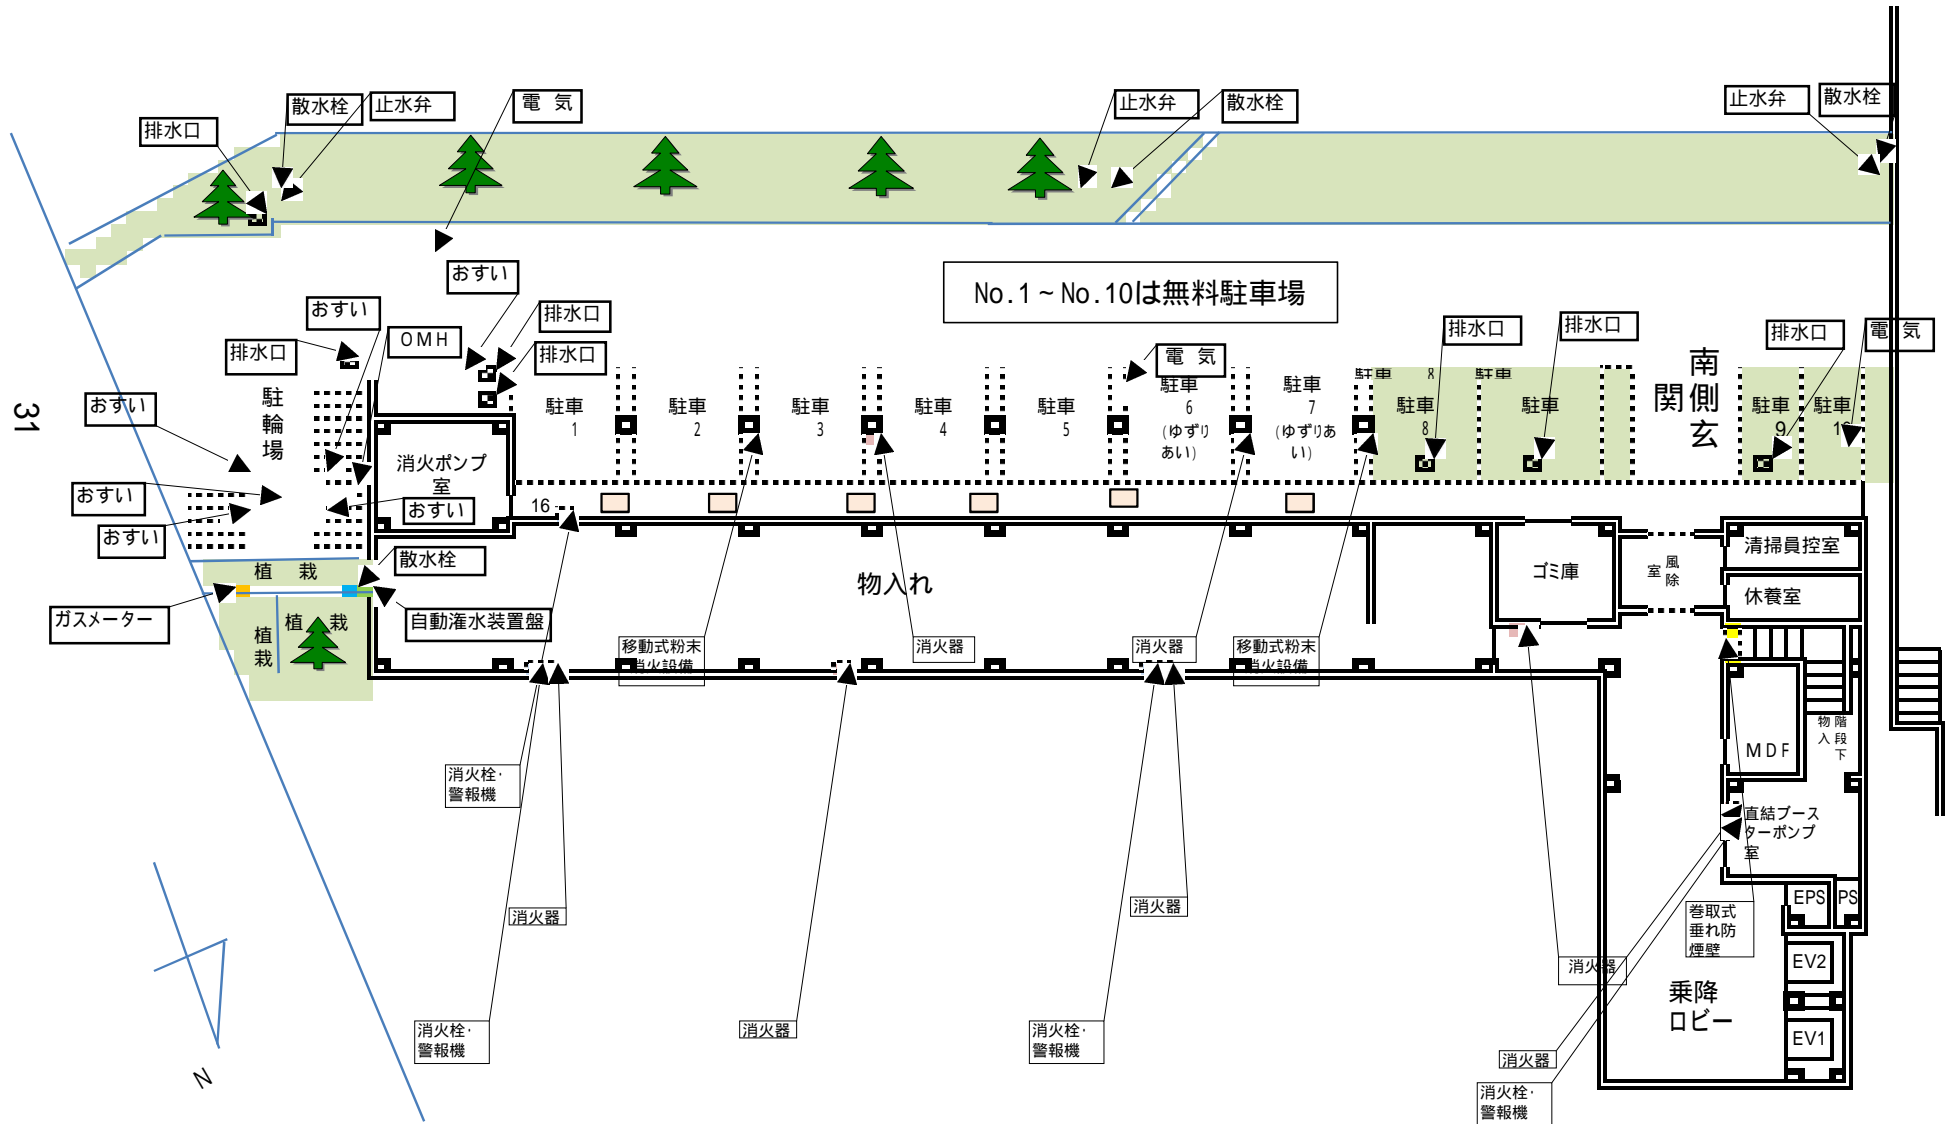 散水栓
止水弁
電 気
止水弁
散水栓
止水弁
散水栓
排水口
おすい
No.1～No.10は無料駐車場
おすい
排水口
排水口
排水口
排水口
電 気
OMH
排水口
排水口
電 気
南側玄関
31
おすい
駐輪場
駐車
1
駐車
2
駐車
3
駐車
4
駐車
5
駐車
6
(ゆずり
あい)
駐車
7
(ゆずりあ
い)
駐車
8
駐車
駐車
8
駐車
駐車
9
駐車
10
消火ポンプ
室
おすい
おすい
おすい
16
散水栓
植 栽
ガスメーター
植 栽
植栽
自動潅水装置盤
物入れ
ゴミ庫
風除室
清掃員控室
休養室
移動式粉末
消火設備
消火器
消火器
移動式粉末
消火設備
MDF
階段下
物入
消火栓・
警報機
直結ブース
ターポンプ
室
消火器
消火器
EPS
PS
巻取式
垂れ防
煙壁
消火器
EV2
乗降
ロビー
EV1
消火栓・
警報機
消火器
消火栓・
警報機
消火器
消火栓・
警報機
N